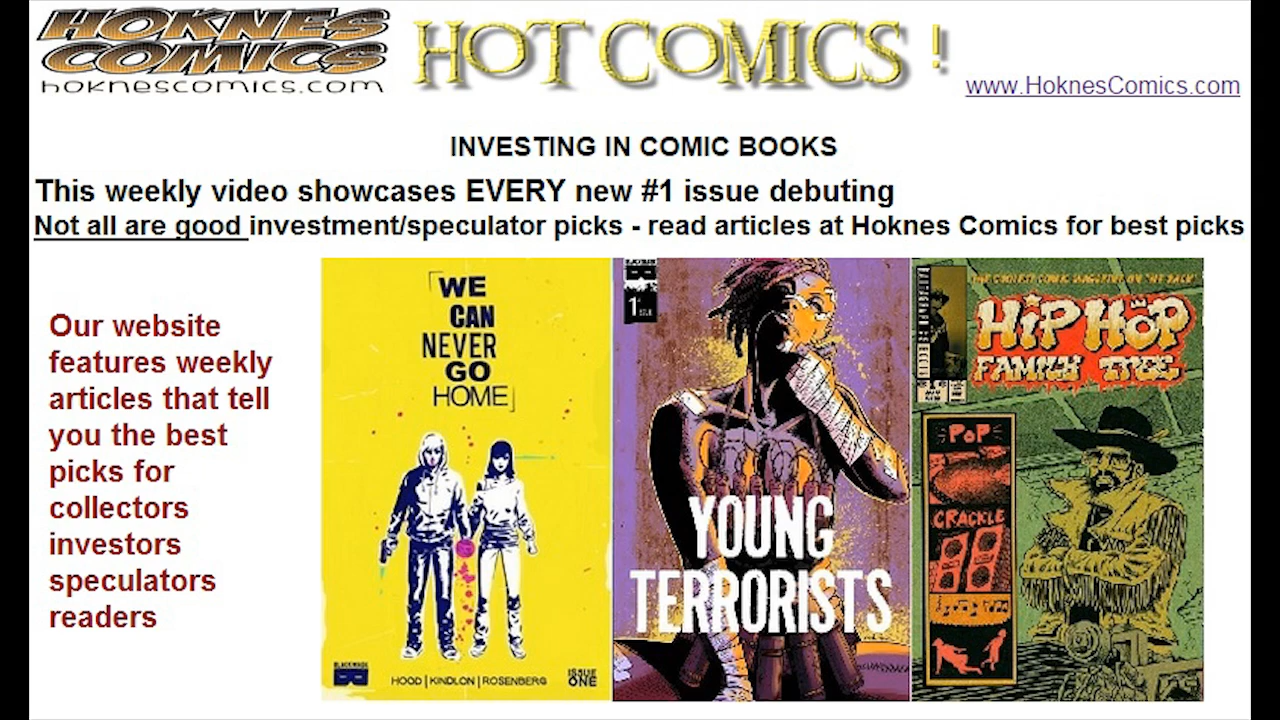 HOKNES
COMICS
hoknescomics.com
HOT COMICS !
www.HoknesComics.com
INVESTING IN COMIC BOOKS
This weekly video showcases EVERY new #1 issue debuting
Not all are good investment/speculator picks - read articles at Hoknes Comics for best picks
Our website
features weekly
articles that tell
you the best
picks for
collectors
investors
speculators
readers
WE
CAN
NEVER
GO
HOME
BLACK MASK
HOOD | KINDLON | ROSENBERG
ISSUE
ONE
1
ISSUE
YOUNG
TERRORISTS
HIP HOP
FAMILY TREE
POP
CRACKLE